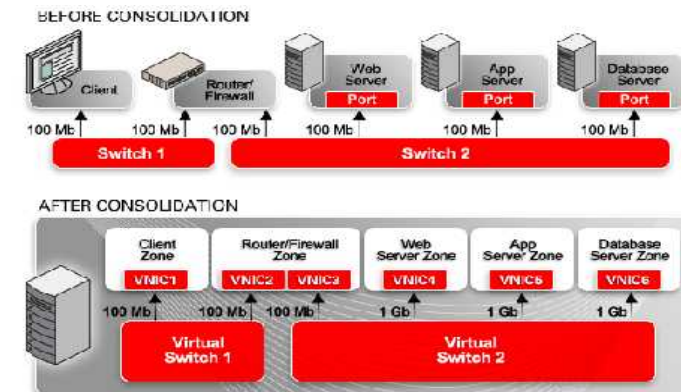 BEFORE CONSOLIDATION
Client
Router/
Firewall
Web
Server
Port
App
Server
Port
Database
Server
Port
100 Mb
100 Mb
100 Mb
100 Mb
100 Mb
100 Mb
Switch 1
Switch 2
AFTER CONSOLIDATION
Client
Zone
VNIC1
Router/Firewall
Zone
VNIC2
VNIC3
Web
Server Zone
VNIC4
App
Server Zone
VNIC5
Database
Server Zone
VNIC6
100 Mb
100 Mb
100 Mb
1 Gb
1 Gb
1 Gb
Virtual
Switch 1
Virtual
Switch 2